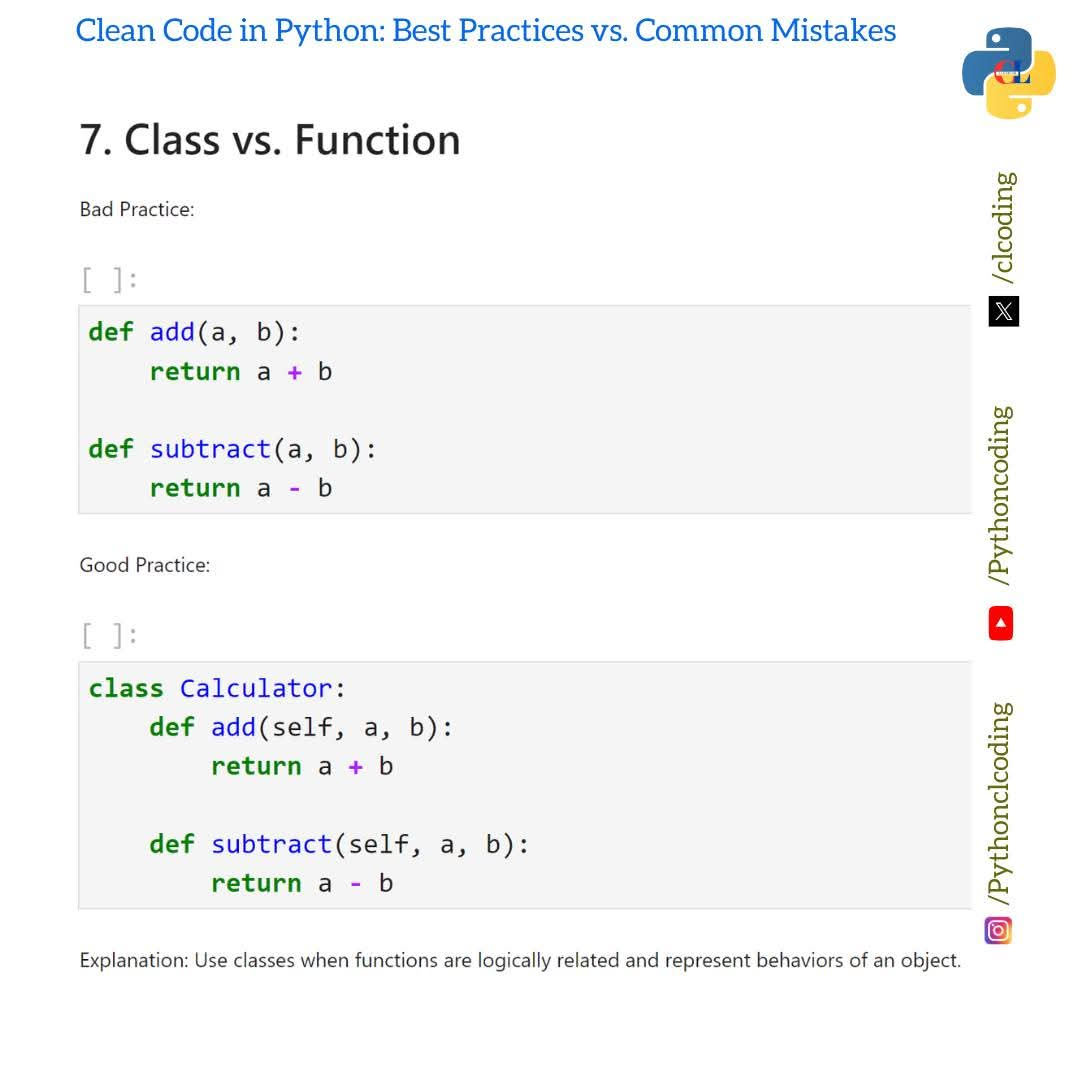 Clean Code in Python: Best Practices vs. Common Mistakes
CL
7. Class vs. Function
Bad Practice:
[ ]:
def add(a, b):
    return a + b
def subtract(a, b):
    return a - b
Good Practice:
[ ]:
class Calculator:
    def add(self, a, b):
        return a + b
    def subtract(self, a, b):
        return a - b
Explanation: Use classes when functions are logically related and represent behaviors of an object.
/clcoding
/Pythoncoding
/Pythonclcoding